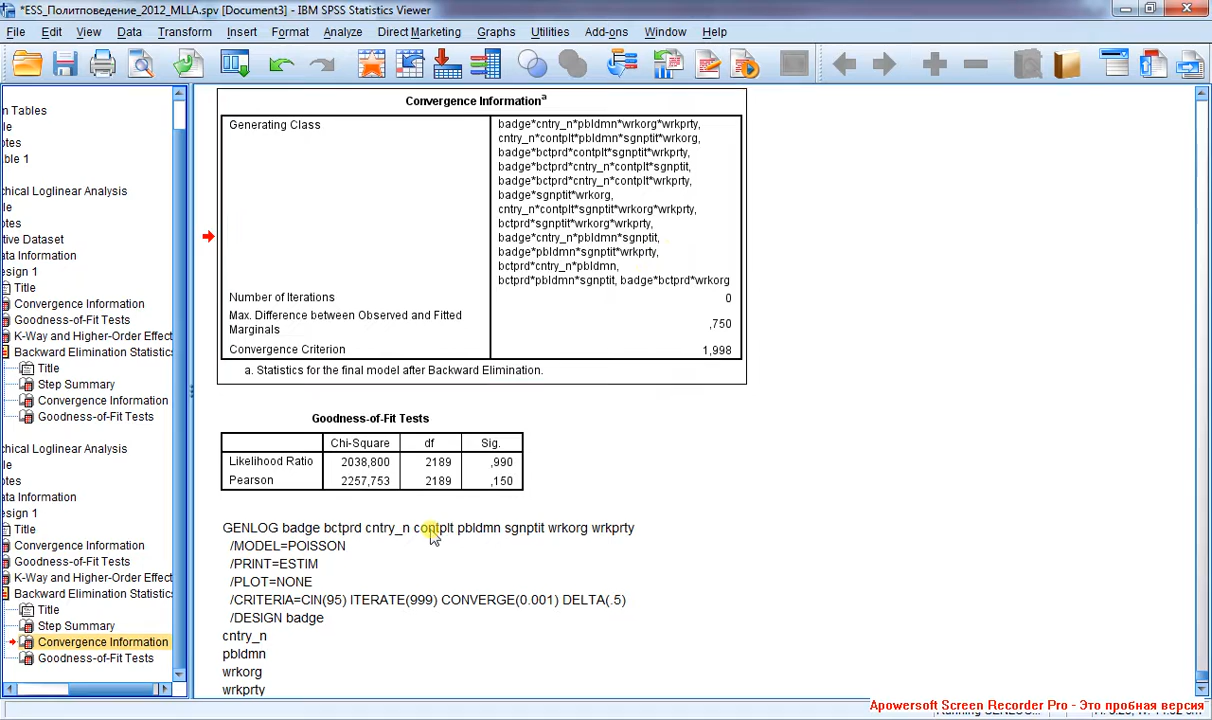 *ESS_Политповедение_2012_MLLA.spv [Document3] - IBM SPSS Statistics Viewer
File Edit View Data Transform Insert Format Analyze Direct Marketing Graphs Utilities Add-ons Window Help
m Tables
le
otes
ble 1
chical Loglinear Analysis
le
otes
tive Dataset
ata Information
esign 1
Title
Convergence Information
Goodness-of-Fit Tests
K-Way and Higher-Order Effect
Backward Elimination Statistics
Title
Step Summary
Convergence Information
Goodness-of-Fit Tests
chical Loglinear Analysis
le
otes
ata Information
esign 1
Title
Convergence Information
Goodness-of-Fit Tests
K-Way and Higher-Order Effect
Backward Elimination Statistics
Title
Step Summary
Convergence Information
Goodness-of-Fit Tests
Convergence Informationa
Generating Class
badge*cntry_n*pbldmn*wrkorg*wrkprty,
cntry_n*contplt*pbldmn*sgnptit*wrkorg,
badge*bctprd*contplt*sgnptit*wrkprty,
badge*bctprd*cntry_n*contplt*sgnptit,
badge*bctprd*cntry_n*contplt*wrkprty,
badge*sgnptit*wrkorg,
cntry_n*contplt*sgnptit*wrkorg*wrkprty,
bctprd*sgnptit*wrkorg*wrkprty,
badge*cntry_n*pbldmn*sgnptit,
badge*pbldmn*sgnptit*wrkprty,
bctprd*cntry_n*pbldmn,
bctprd*pbldmn*sgnptit, badge*bctprd*wrkorg
Number of Iterations 0
Max. Difference between Observed and Fitted
Marginals ,750
Convergence Criterion 1,998
a. Statistics for the final model after Backward Elimination.
Goodness-of-Fit Tests
Chi-Square df Sig.
Likelihood Ratio 2038,800 2189 ,990
Pearson 2257,753 2189 ,150
GENLOG badge bctprd cntry_n contplt pbldmn sgnptit wrkorg wrkprty
/MODEL=POISSON
/PRINT=ESTIM
/PLOT=NONE
/CRITERIA=CIN(95) ITERATE(999) CONVERGE(0.001) DELTA(.5)
/DESIGN badge
cntry_n
pbldmn
wrkorg
wrkprty
Apowersoft Screen Recorder Pro - Это пробная версия